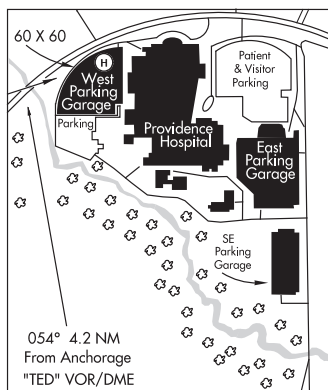 60 X 60
H
West
Parking
Garage
Parking
Patient
& Visitor
Parking
Providence
Hospital
East
Parking
Garage
SE
Parking
Garage
054° 4.2 NM
From Anchorage
"TED" VOR/DME